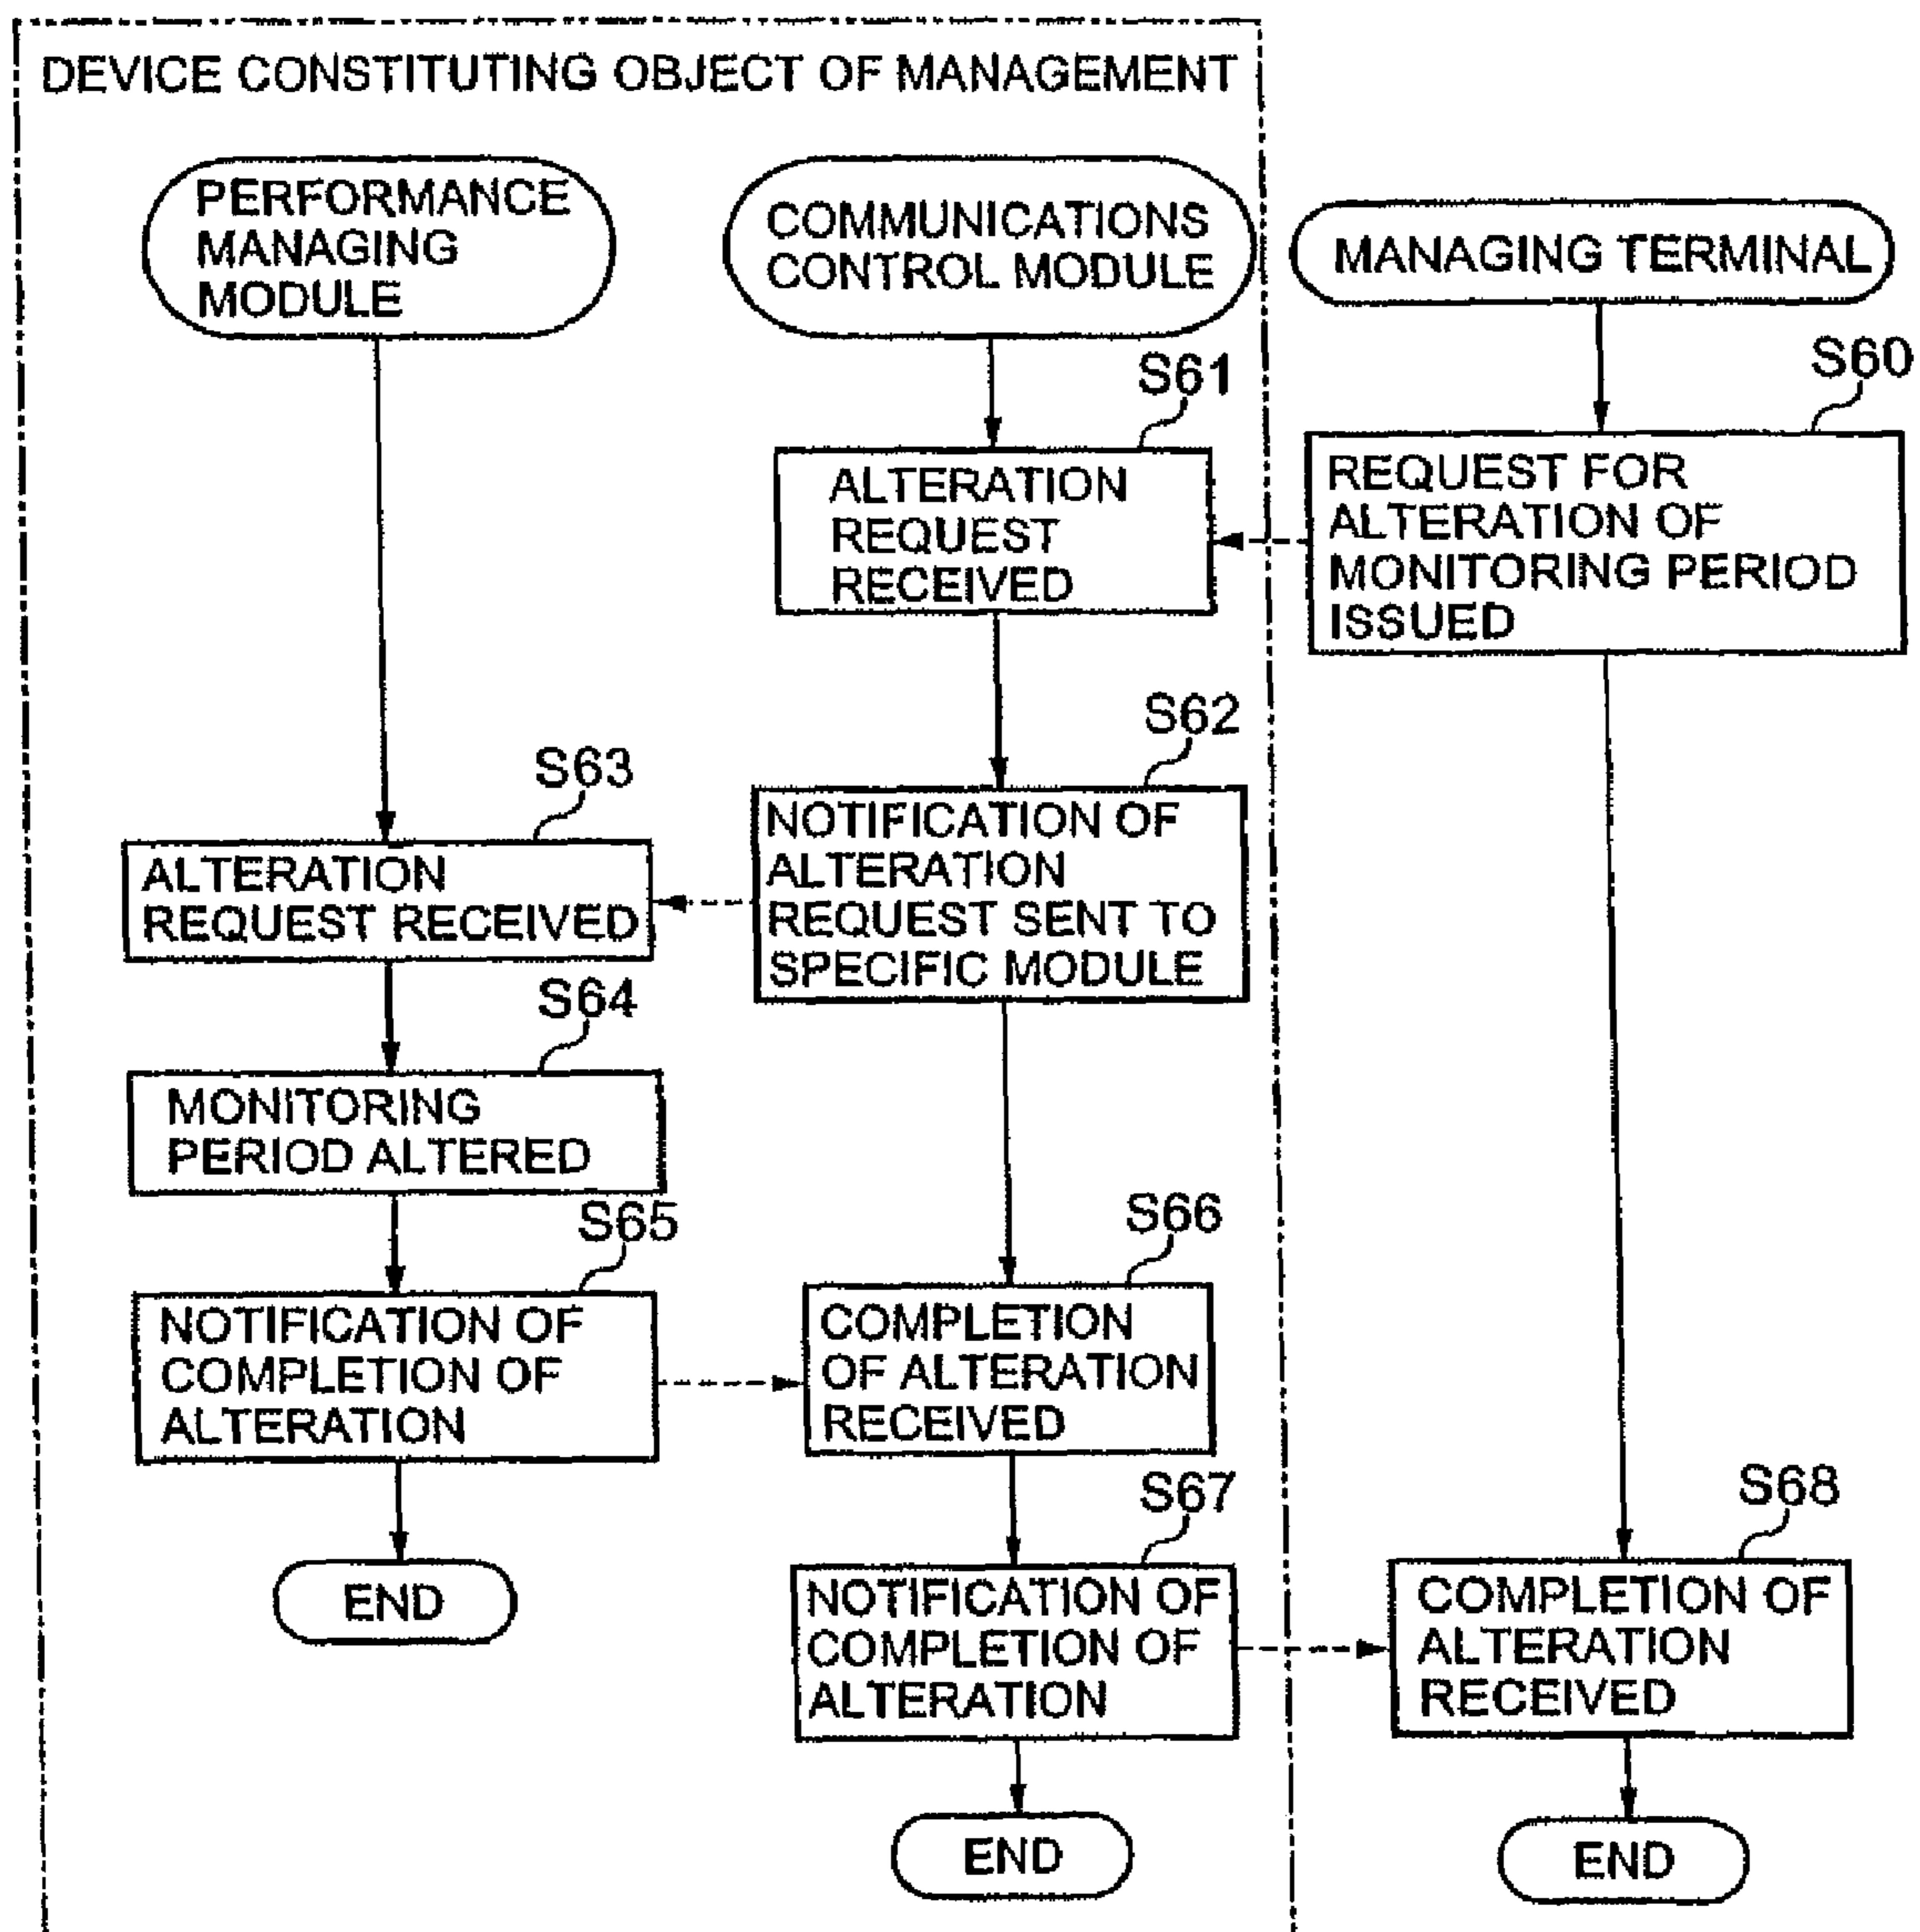 DEVICE CONSTITUTING OBJECT OF MANAGEMENT
PERFORMANCE
MANAGING
MODULE
COMMUNICATIONS
CONTROL MODULE
MANAGING TERMINAL
S60
REQUEST FOR
ALTERATION OF
MONITORING PERIOD
ISSUED
S61
ALTERATION
REQUEST
RECEIVED
S62
NOTIFICATION OF
ALTERATION
REQUEST SENT TO
SPECIFIC MODULE
S63
ALTERATION
REQUEST RECEIVED
S64
MONITORING
PERIOD ALTERED
S65
NOTIFICATION OF
COMPLETION OF
ALTERATION
END
S66
COMPLETION
OF ALTERATION
RECEIVED
S67
NOTIFICATION OF
COMPLETION OF
ALTERATION
END
S68
COMPLETION OF
ALTERATION
RECEIVED
END